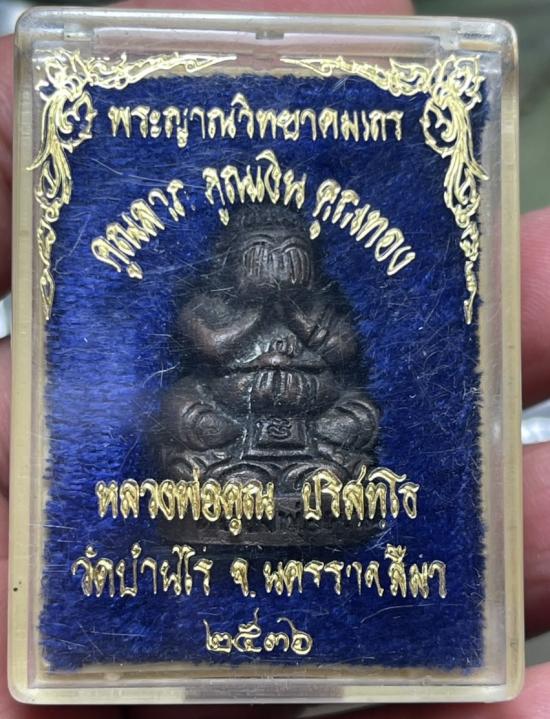 พระญาณวิทยาคมเถร
คูณลาภ คูณเงิน คูณทอง
หลวงพ่อคูณ ปริสุทฺโธ
วัดบ้านไร่ จ.นครราชสีมา
๒๕๓๖